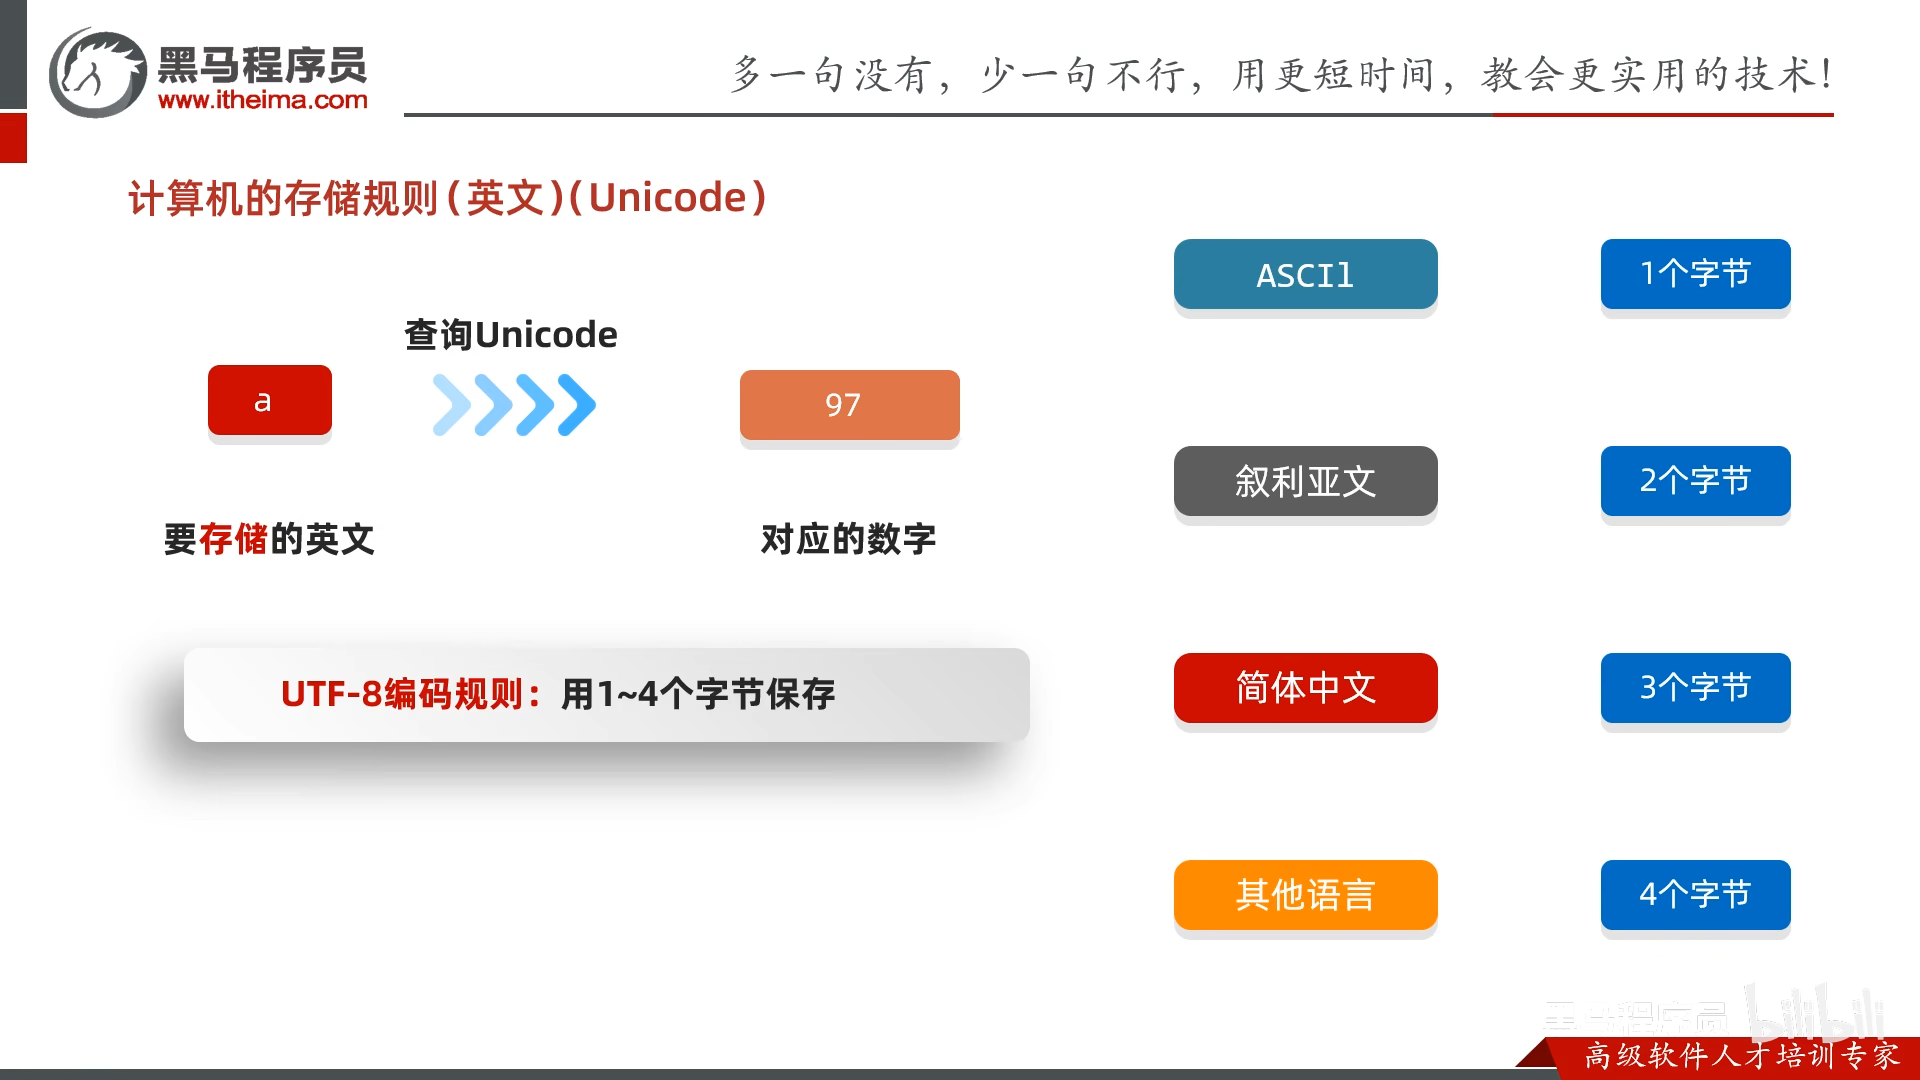 黑马程序员
www.itheima.com
多一句没有，少一句不行，用更短时间，教会更实用的技术！
计算机的存储规则（英文）（Unicode）
查询Unicode
a
97
要存储的英文
对应的数字
UTF-8编码规则：用1~4个字节保存
ASCIl
1个字节
叙利亚文
2个字节
简体中文
3个字节
其他语言
4个字节
黑马程序员 bilibili
高级软件人才培训专家